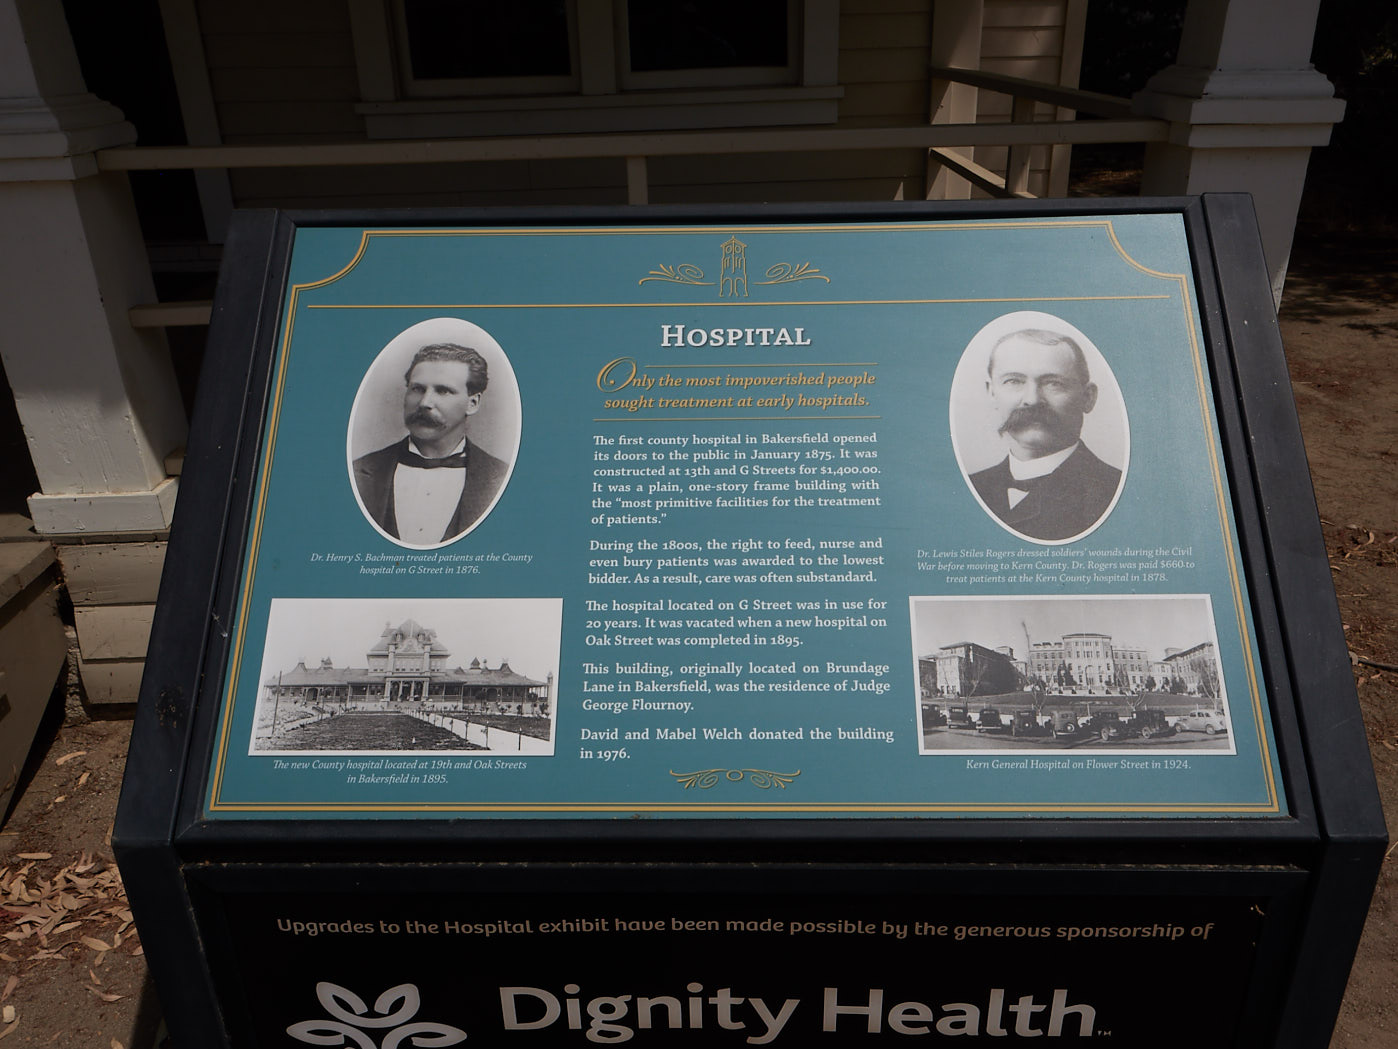 Hospital
Only the most impoverished people
sought treatment at early hospitals.
The first county hospital in Bakersfield opened
its doors to the public in January 1875. It was
constructed at 13th and G Streets for $1,400.00.
It was a plain, one-story frame building with
the “most primitive facilities for the treatment
of patients.”
During the 1800s, the right to feed, nurse and
even bury patients was awarded to the lowest
bidder. As a result, care was often substandard.
The hospital located on G Street was in use for
20 years. It was vacated when a new hospital on
Oak Street was completed in 1895.
This building, originally located on Brundage
Lane in Bakersfield, was the residence of Judge
George Flournoy.
David and Mabel Welch donated the building
in 1976.
Dr. Henry S. Bachman treated patients at the County
hospital on G Street in 1876.
The new County hospital located at 19th and Oak Streets
in Bakersfield in 1895.
Dr. Lewis Stiles Rogers dressed soldiers' wounds during the Civil
War before moving to Kern County. Dr. Rogers was paid $660 to
treat patients at the Kern County hospital in 1878.
Kern General Hospital on Flower Street in 1924.
Upgrades to the Hospital exhibit have been made possible by the generous sponsorship of
Dignity Health™